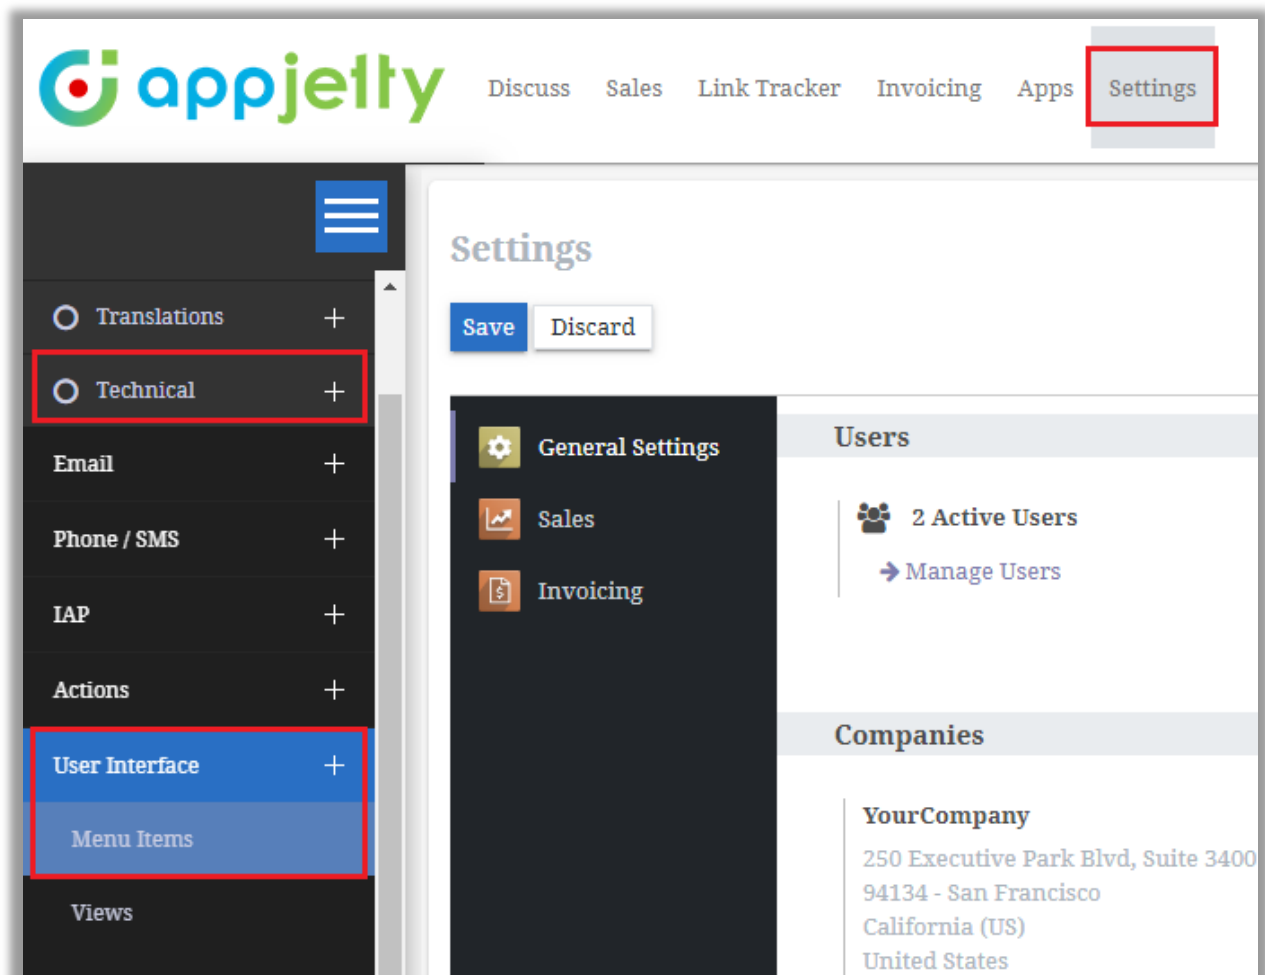 appjetty
Discuss Sales Link Tracker Invoicing Apps Settings
Translations
Technical
Email
Phone / SMS
IAP
Actions
User Interface
Menu Items
Views
Settings
Save Discard
General Settings
Sales
Invoicing
Users
2 Active Users
Manage Users
Companies
YourCompany
250 Executive Park Blvd, Suite 3400
94134 - San Francisco
California (US)
United States